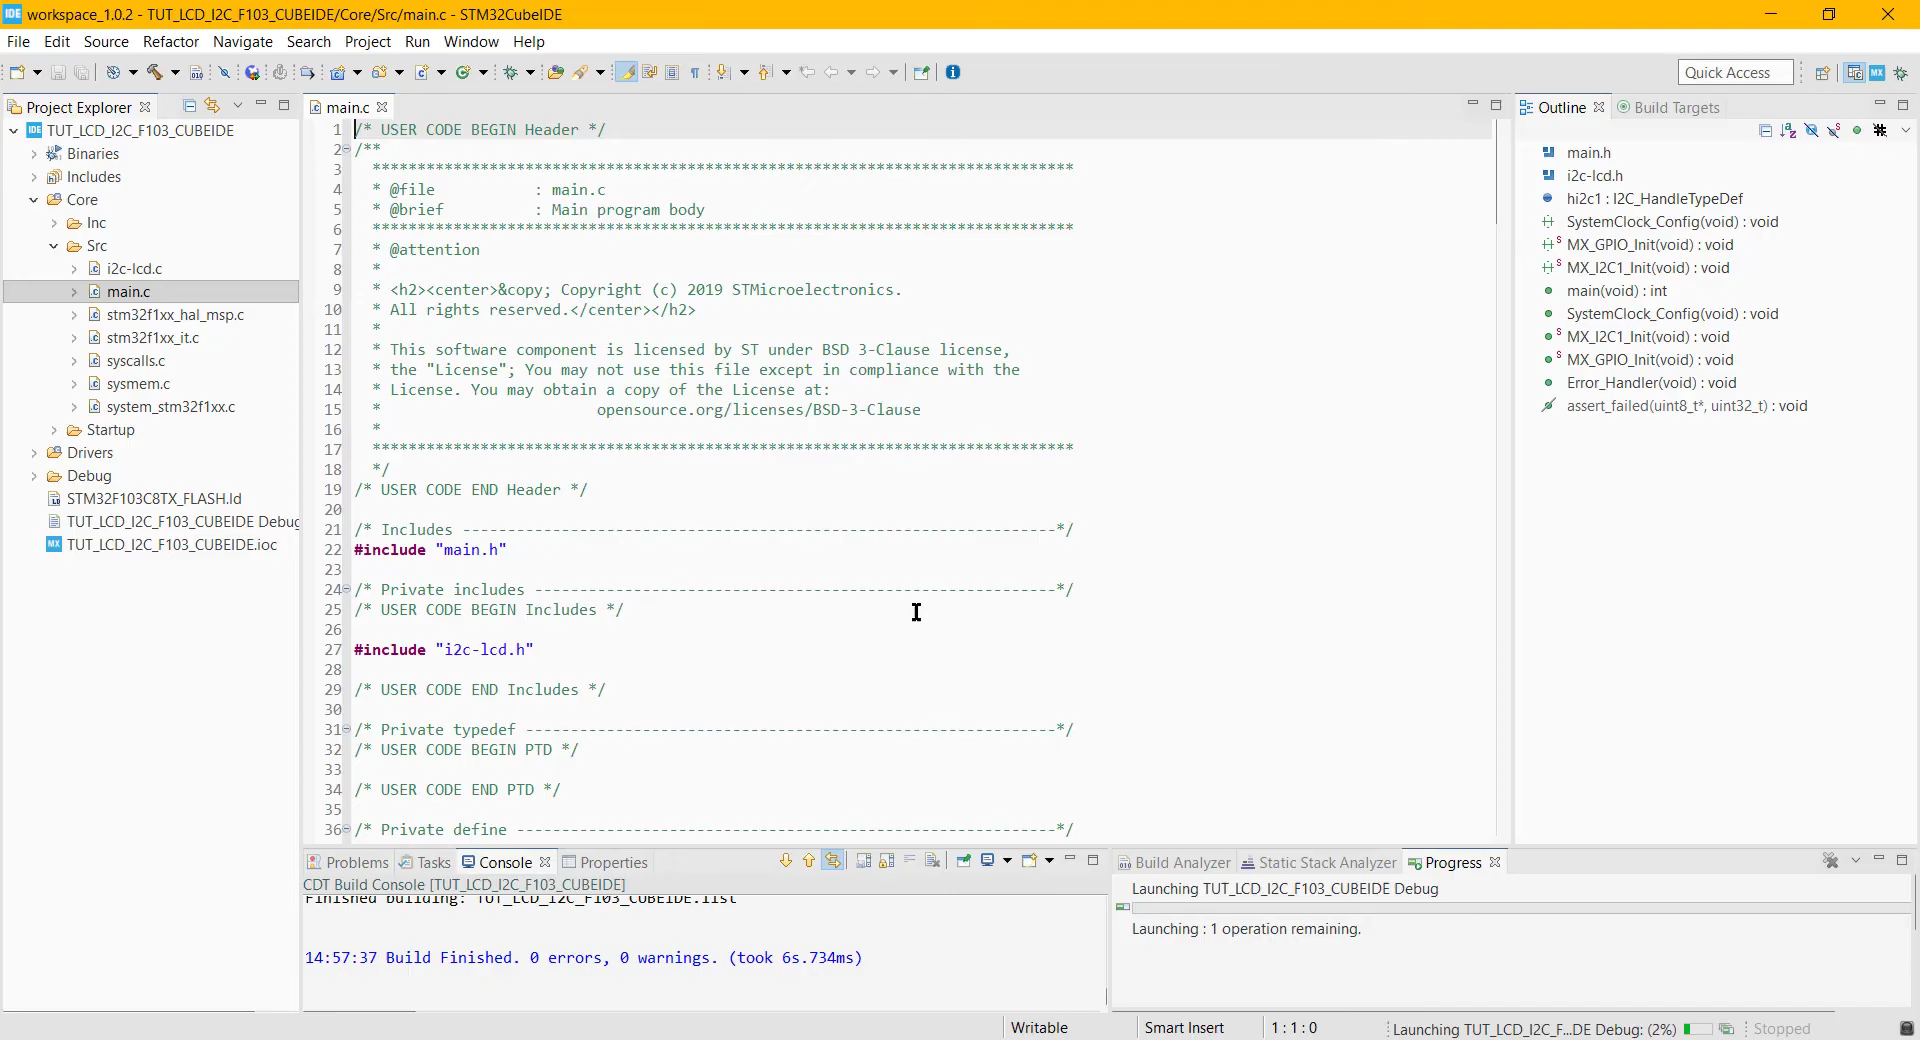 workspace_1.0.2 - TUT_LCD_I2C_F103_CUBEIDE/Core/Src/main.c - STM32CubeIDE
File Edit Source Refactor Navigate Search Project Run Window Help
Quick Access
Project Explorer
TUT_LCD_I2C_F103_CUBEIDE
Binaries
Includes
Core
Inc
Src
i2c-lcd.c
main.c
stm32f1xx_hal_msp.c
stm32f1xx_it.c
syscalls.c
sysmem.c
system_stm32f1xx.c
Startup
Drivers
Debug
STM32F103C8TX_FLASH.ld
TUT_LCD_I2C_F103_CUBEIDE Debug
TUT_LCD_I2C_F103_CUBEIDE.ioc
main.c
1 /* USER CODE BEGIN Header */
2 /**
3 ******************************************************************************
4 * @file : main.c
5 * @brief : Main program body
6 ******************************************************************************
7 * @attention
8 *
9 * <h2><center>&copy; Copyright (c) 2019 STMicroelectronics.
10 * All rights reserved.</center></h2>
11 *
12 * This software component is licensed by ST under BSD 3-Clause license,
13 * the "License"; You may not use this file except in compliance with the
14 * License. You may obtain a copy of the License at:
15 * opensource.org/licenses/BSD-3-Clause
16 *
17 ******************************************************************************
18 */
19 /* USER CODE END Header */
20
21 /* Includes ------------------------------------------------------------------*/
22 #include "main.h"
23
24 /* Private includes ----------------------------------------------------------*/
25 /* USER CODE BEGIN Includes */
26
27 #include "i2c-lcd.h"
28
29 /* USER CODE END Includes */
30
31 /* Private typedef -----------------------------------------------------------*/
32 /* USER CODE BEGIN PTD */
33
34 /* USER CODE END PTD */
35
36 /* Private define ------------------------------------------------------------*/
Outline Build Targets
main.h
i2c-lcd.h
hi2c1 : I2C_HandleTypeDef
SystemClock_Config(void) : void
MX_GPIO_Init(void) : void
MX_I2C1_Init(void) : void
main(void) : int
SystemClock_Config(void) : void
MX_I2C1_Init(void) : void
MX_GPIO_Init(void) : void
Error_Handler(void) : void
assert_failed(uint8_t*, uint32_t) : void
Problems Tasks Console Properties
CDT Build Console [TUT_LCD_I2C_F103_CUBEIDE]
Finished building: TUT_LCD_I2C_F103_CUBEIDE.list
14:57:37 Build Finished. 0 errors, 0 warnings. (took 6s.734ms)
Build Analyzer Static Stack Analyzer Progress
Launching TUT_LCD_I2C_F103_CUBEIDE Debug
Launching : 1 operation remaining.
Writable Smart Insert 1 : 1 : 0 Launching TUT_LCD_I2C_F...DE Debug: (2%) Stopped